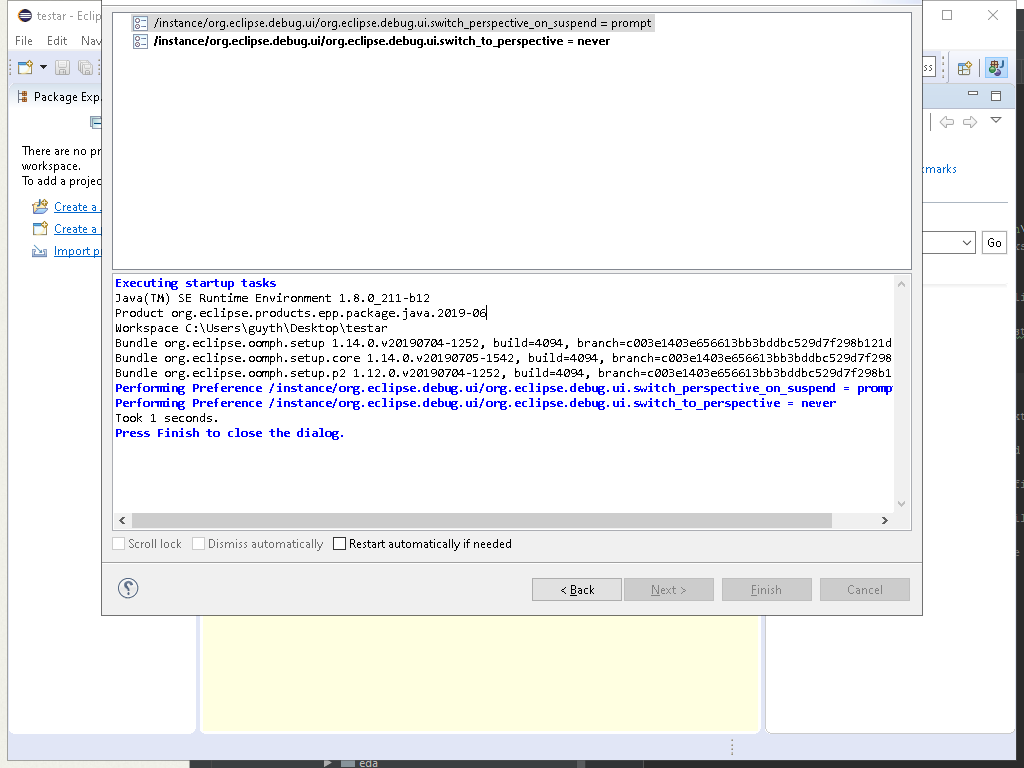 testar - Eclip
/instance/org.eclipse.debug.ui/org.eclipse.debug.ui.switch_perspective_on_suspend = prompt
File Edit Nav
/instance/org.eclipse.debug.ui/org.eclipse.debug.ui.switch_to_perspective = never
ss
Package Exp
There are no pr
workspace.
To add a projec
marks
Create a
Create a
Import p
Go
Executing startup tasks
Java(TM) SE Runtime Environment 1.8.0_211-b12
Product org.eclipse.products.epp.package.java.2019-06
Workspace C:\Users\guyth\Desktop\testar
Bundle org.eclipse.oomph.setup 1.14.0.v20190704-1252, build=4094, branch=c003e1403e656613bb3bddbc529d7f298b121d
Bundle org.eclipse.oomph.setup.core 1.14.0.v20190705-1542, build=4094, branch=c003e1403e656613bb3bddbc529d7f298
Bundle org.eclipse.oomph.setup.p2 1.12.0.v20190704-1252, build=4094, branch=c003e1403e656613bb3bddbc529d7f298b1
Performing Preference /instance/org.eclipse.debug.ui/org.eclipse.debug.ui.switch_perspective_on_suspend = promp
Performing Preference /instance/org.eclipse.debug.ui/org.eclipse.debug.ui.switch_to_perspective = never
Took 1 seconds.
Press Finish to close the dialog.
Scroll lock Dismiss automatically Restart automatically if needed
? < Back Next > Finish Cancel
eda